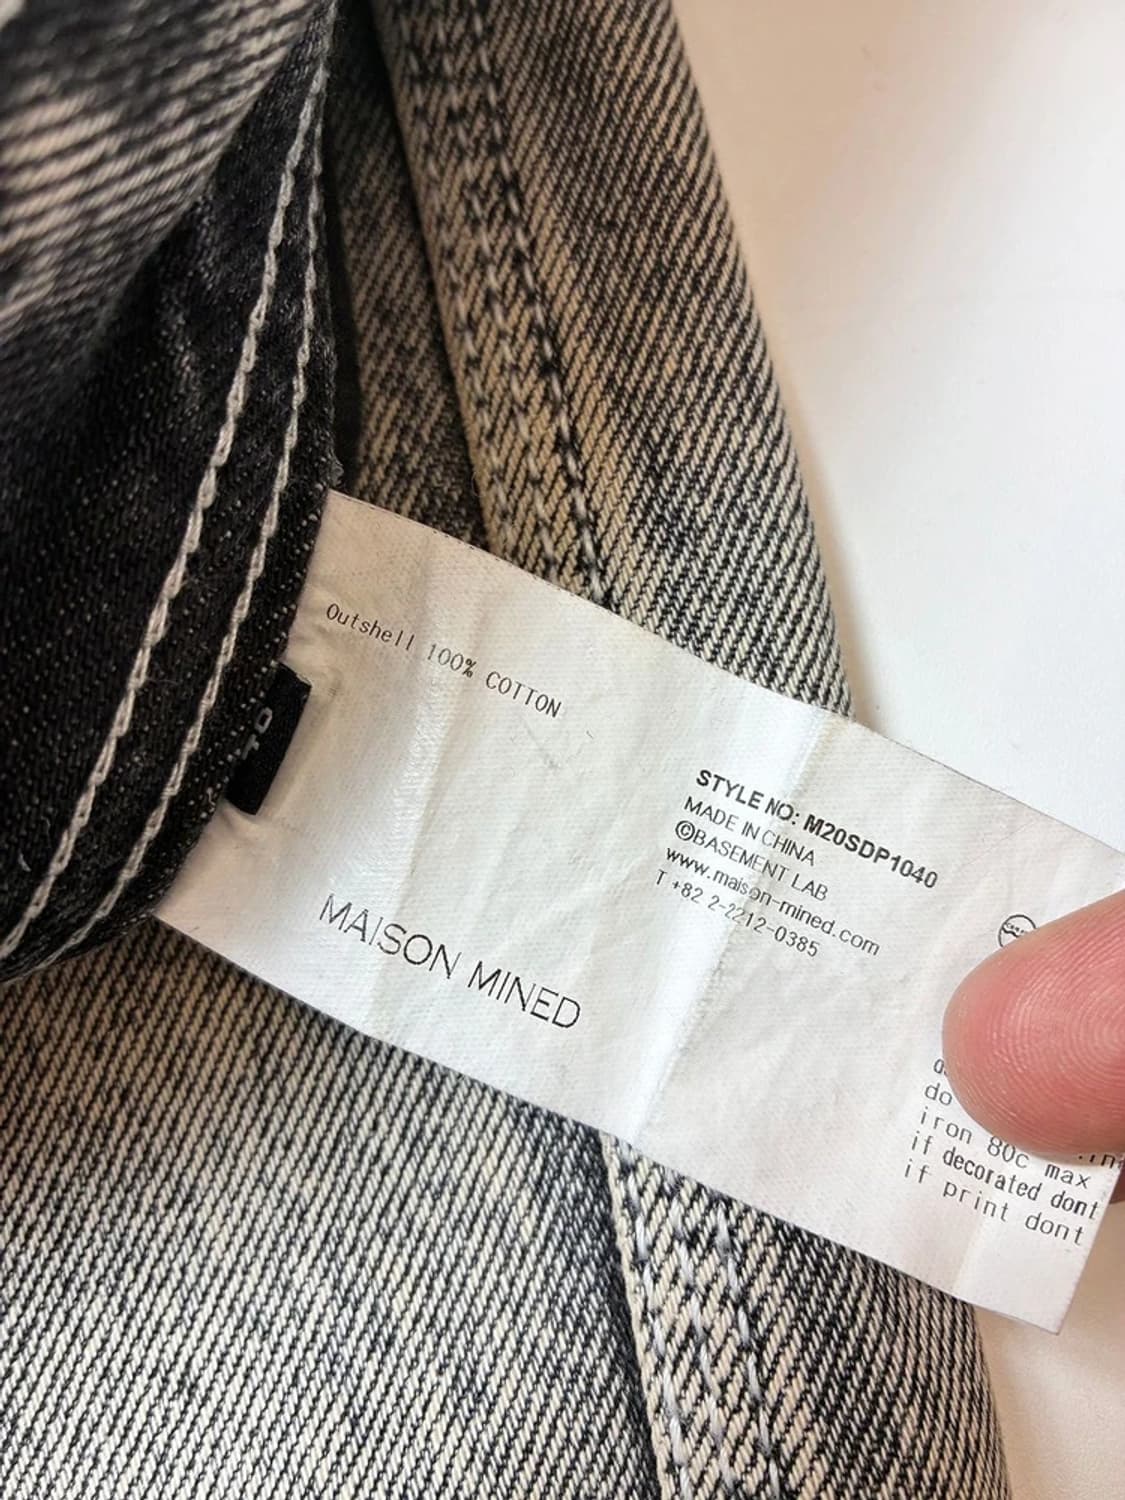 Outshell 100% COTTON
MAISON MINED
STYLE NO: M20SDP1040
MADE IN CHINA
©BASEMENT LAB
www.maison-mined.com
T +82 2-2212-0385
do
iron 80c max
if decorated dont
if print dont